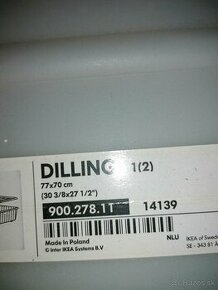 DILLING 1(2)
77x70 cm
(30 3/8x27 1/2")
900.278.11 14139
Made in Poland
© Inter IKEA Systems B.V.
NLU
IKEA of Swed
SE - 343 81 Ä